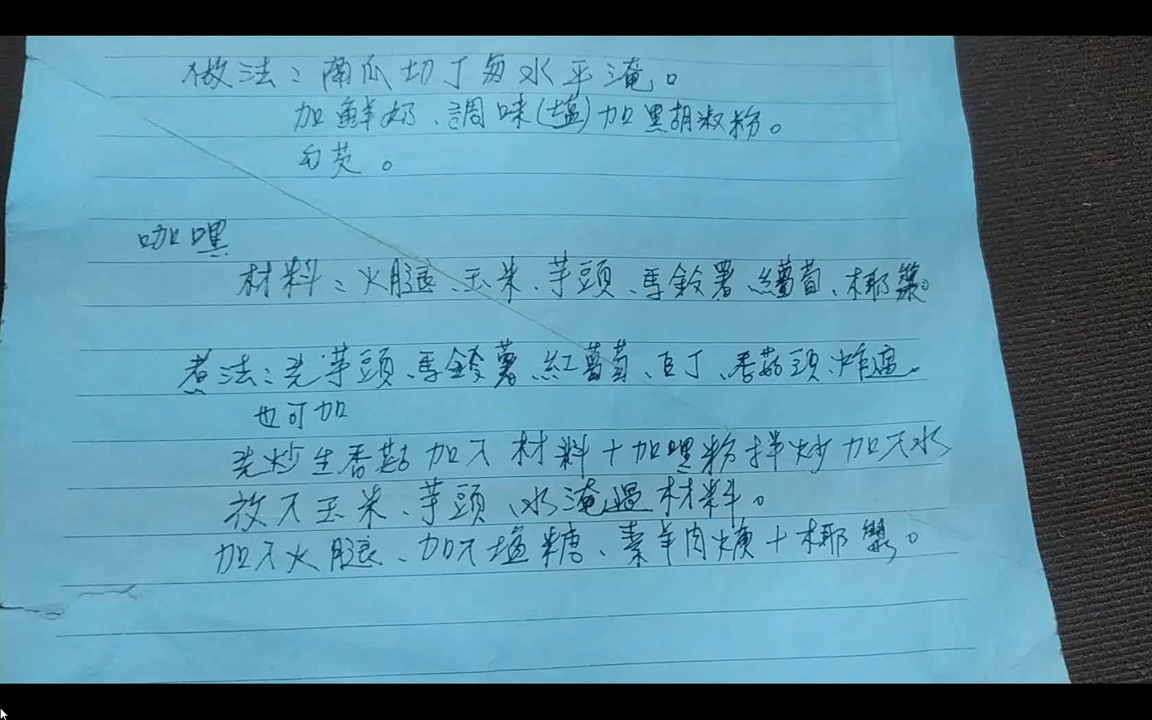 做法：南瓜切丁勾水平淹。
加鮮奶、調味(塩)加黑胡椒粉。
勾芡。
咖哩
材料：火腿、玉米、芋頭、馬鈴薯、紅蘿蔔、椰漿。
煮法：先芋頭、馬鈴薯、紅蘿蔔、豆丁、香菇頭、炸過。
也可加
先炒生香菇加入材料+加哩粉拌炒加入水
放入玉米、芋頭、水淹過材料。
加入火腿、加入塩糖、素羊肉爌+椰漿。